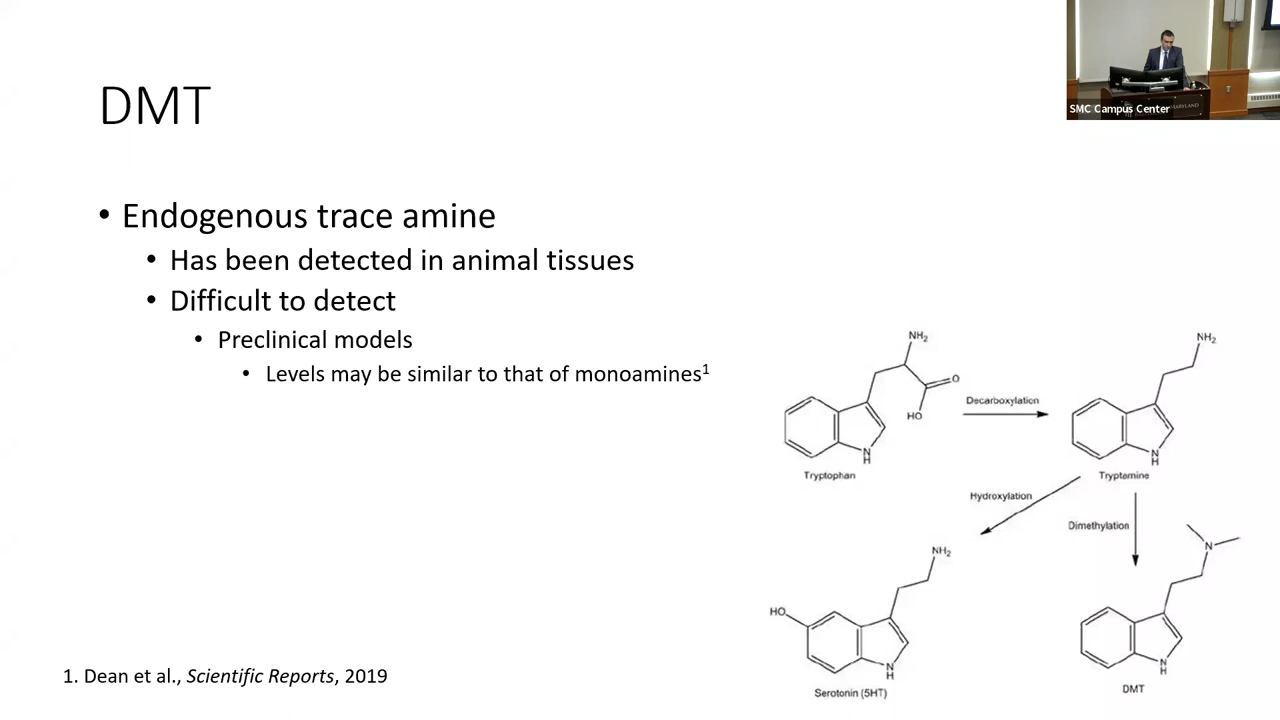 SMC Campus Center
MARYLAND
DMT
• Endogenous trace amine
• Has been detected in animal tissues
• Difficult to detect
• Preclinical models
• Levels may be similar to that of monoamines1
NH2
O
HO
N
H
Tryptophan
Decarboxylation
NH2
N
H
Tryptamine
Hydroxylation
Dimethylation
NH2
HO
N
H
Serotonin (5HT)
N
N
H
DMT
1. Dean et al., Scientific Reports, 2019